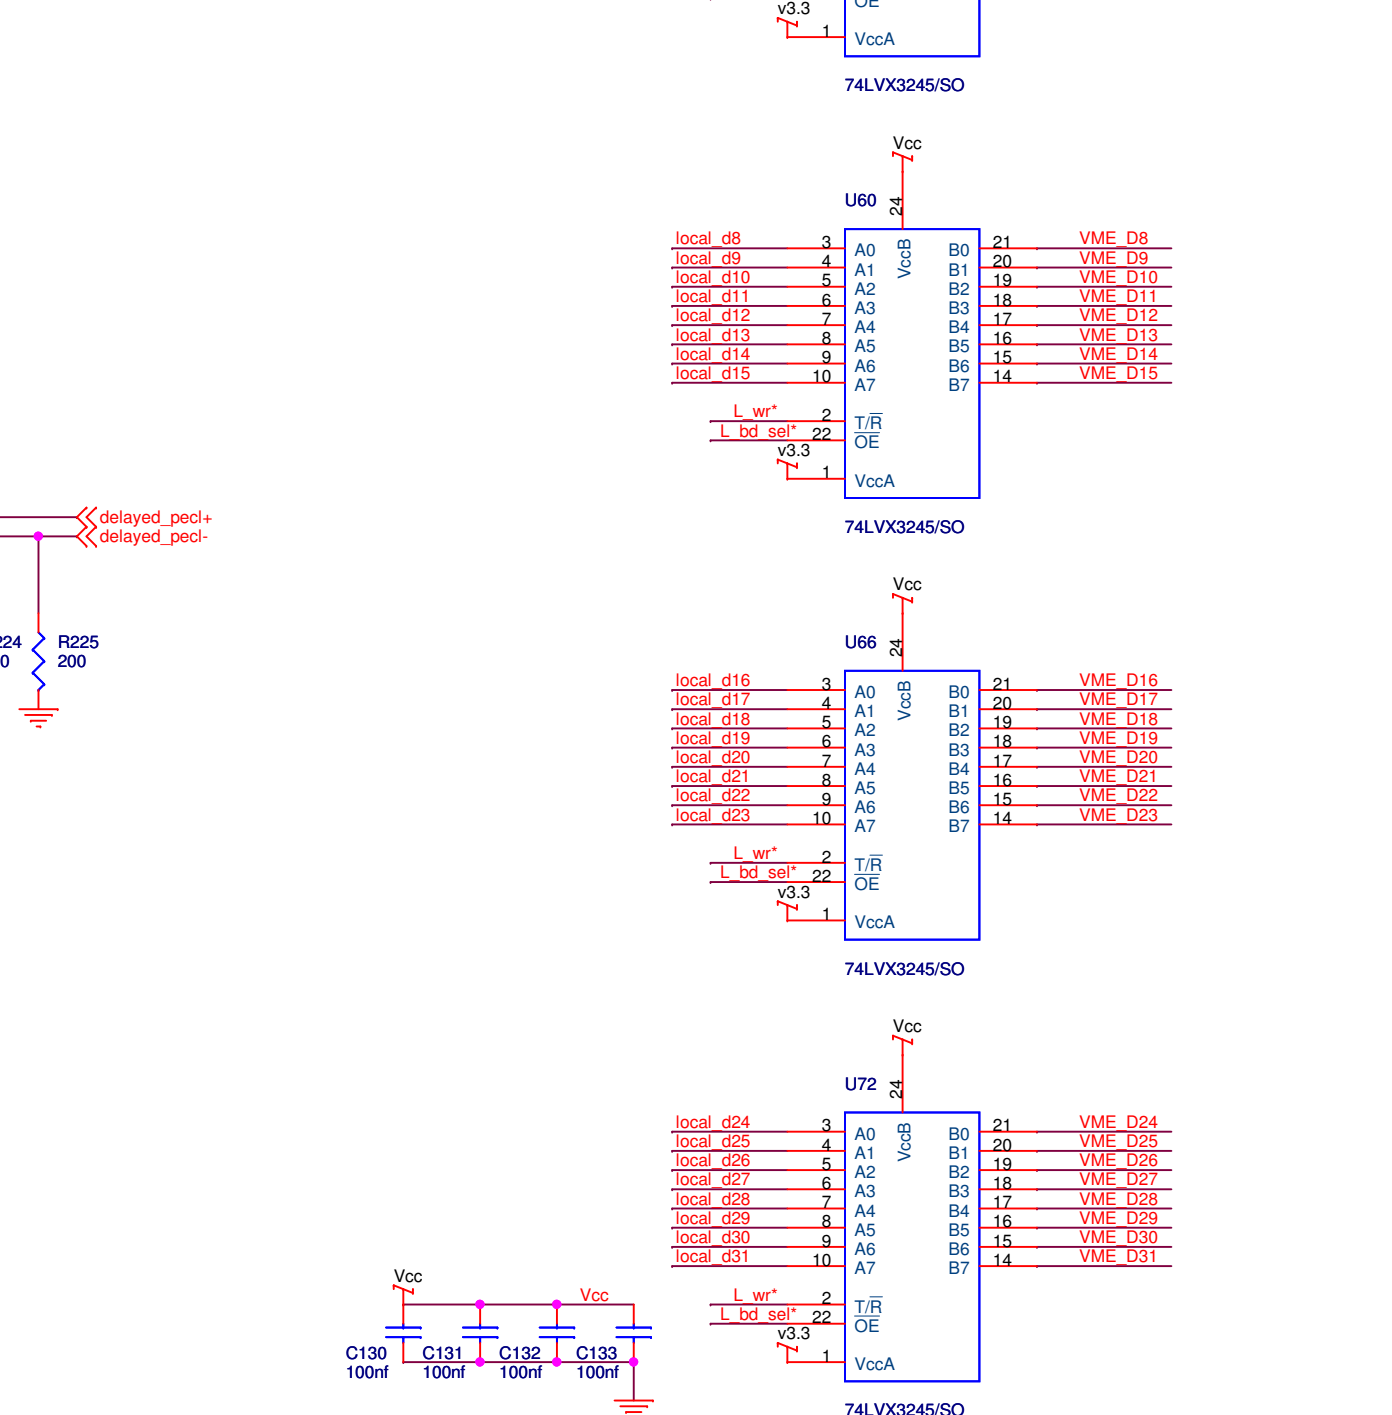 v3.3
OE
1 VccA
74LVX3245/SO
Vcc
U60
24
VccB
local_d8 3 A0 B0 21 VME_D8
local_d9 4 A1 B1 20 VME_D9
local_d10 5 A2 B2 19 VME_D10
local_d11 6 A3 B3 18 VME_D11
local_d12 7 A4 B4 17 VME_D12
local_d13 8 A5 B5 16 VME_D13
local_d14 9 A6 B6 15 VME_D14
local_d15 10 A7 B7 14 VME_D15
L_wr* 2 T/R
L_bd_sel* 22 OE
v3.3
1 VccA
74LVX3245/SO
delayed_pecl+
delayed_pecl-
224 R225
0 200
Vcc
U66
24
VccB
local_d16 3 A0 B0 21 VME_D16
local_d17 4 A1 B1 20 VME_D17
local_d18 5 A2 B2 19 VME_D18
local_d19 6 A3 B3 18 VME_D19
local_d20 7 A4 B4 17 VME_D20
local_d21 8 A5 B5 16 VME_D21
local_d22 9 A6 B6 15 VME_D22
local_d23 10 A7 B7 14 VME_D23
L_wr* 2 T/R
L_bd_sel* 22 OE
v3.3
1 VccA
74LVX3245/SO
Vcc
U72
24
VccB
local_d24 3 A0 B0 21 VME_D24
local_d25 4 A1 B1 20 VME_D25
local_d26 5 A2 B2 19 VME_D26
local_d27 6 A3 B3 18 VME_D27
local_d28 7 A4 B4 17 VME_D28
local_d29 8 A5 B5 16 VME_D29
local_d30 9 A6 B6 15 VME_D30
local_d31 10 A7 B7 14 VME_D31
L_wr* 2 T/R
L_bd_sel* 22 OE
v3.3
1 VccA
74LVX3245/SO
Vcc
Vcc
C130 C131 C132 C133
100nf 100nf 100nf 100nf